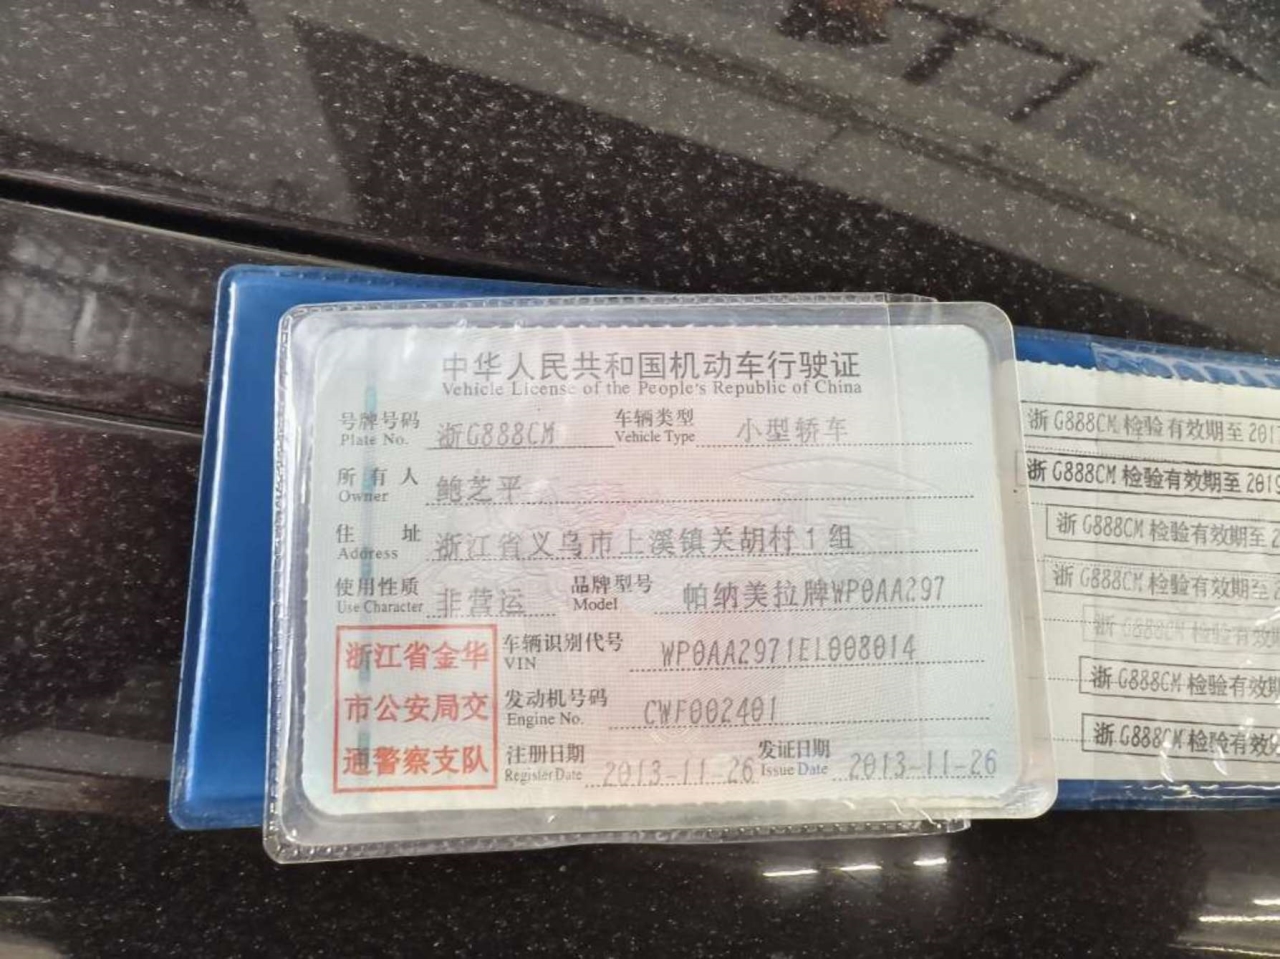 中华人民共和国机动车行驶证
Vehicle License of the People's Republic of China
号牌号码 浙G888CM 车辆类型 小型轿车
Plate No. Vehicle Type
所有人 鲍芝平
Owner
住址 浙江省义乌市上溪镇关胡村1组
Address
使用性质 非营运 品牌型号 帕纳美拉牌WP0AA297
Use Character Model
浙江省金华
市公安局交
通警察支队
车辆识别代号 WP0AA2971EL008014
VIN
发动机号码 CWF002401
Engine No.
注册日期 2013-11-26 发证日期 2013-11-26
Register Date Issue Date
浙G888CM检验有效期至201
浙G888CM检验有效期至2019
浙G888CM检验有效期至2
浙G888CM检验有效期至
浙G888CM检验有效期
浙G888CM检验有效期
浙G888CM检验有效